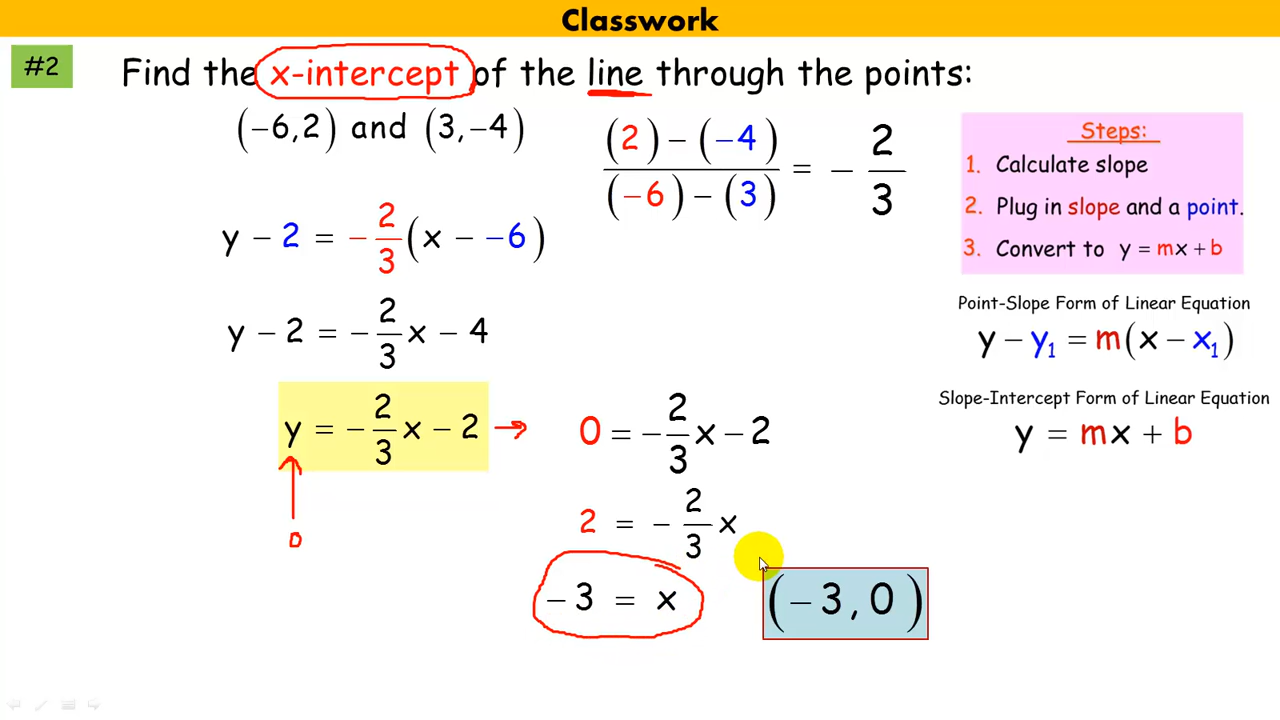 Classwork
#2
Find the x-intercept of the line through the points:
(−6,2) and (3,−4)
(2) − (−4) / (−6) − (3) = − 2/3
y − 2 = − 2/3 (x − −6)
y − 2 = − 2/3 x − 4
y = − 2/3 x − 2 →
0
0 = − 2/3 x − 2
2 = − 2/3 x
−3 = x
(−3,0)
Steps:
1. Calculate slope
2. Plug in slope and a point.
3. Convert to y = mx + b
Point-Slope Form of Linear Equation
y − y₁ = m(x − x₁)
Slope-Intercept Form of Linear Equation
y = mx + b